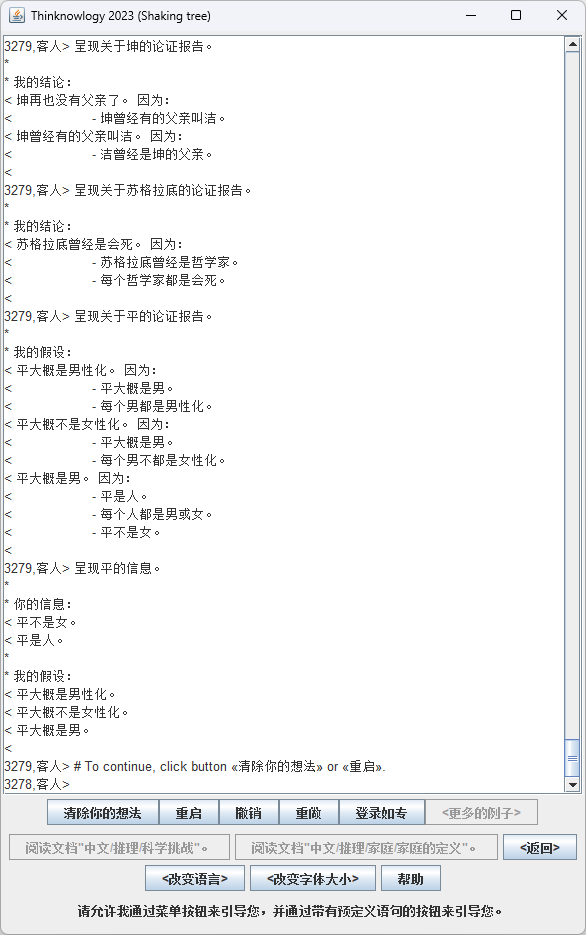 Thinknowlogy 2023 (Shaking tree)
3279,客人> 呈现关于坤的论证报告。
*
* 我的结论：
< 坤再也没有父亲了。 因为：
< - 坤曾经有的父亲叫洁。
< 坤曾经有的父亲叫洁。 因为：
< - 洁曾经是坤的父亲。
<
3279,客人> 呈现关于苏格拉底的论证报告。
*
* 我的结论：
< 苏格拉底曾经是会死。 因为：
< - 苏格拉底曾经是哲学家。
< - 每个哲学家都是会死。
<
3279,客人> 呈现关于平的论证报告。
*
* 我的假设：
< 平大概是男性化。 因为：
< - 平大概是男。
< - 每个男都是男性化。
< 平大概不是女性化。 因为：
< - 平大概是男。
< - 每个男不都是女性化。
< 平大概是男。 因为：
< - 平是人。
< - 每个人都是男或女。
< - 平不是女。
<
3279,客人> 呈现平的信息。
*
* 你的信息：
< 平不是女。
< 平是人。
*
* 我的假设：
< 平大概是男性化。
< 平大概不是女性化。
< 平大概是男。
<
3279,客人> # To continue, click button «清除你的想法» or «重启».
3278,客人>
清除你的想法 重启 撤销 重做 登录如专 <更多的例子>
阅读文档"中文/推理/科学挑战"。 阅读文档"中文/推理/家庭/家庭的定义"。 <返回>
<改变语言> <改变字体大小> 帮助
请允许我通过菜单按钮来引导您，并通过带有预定义语句的按钮来引导您。